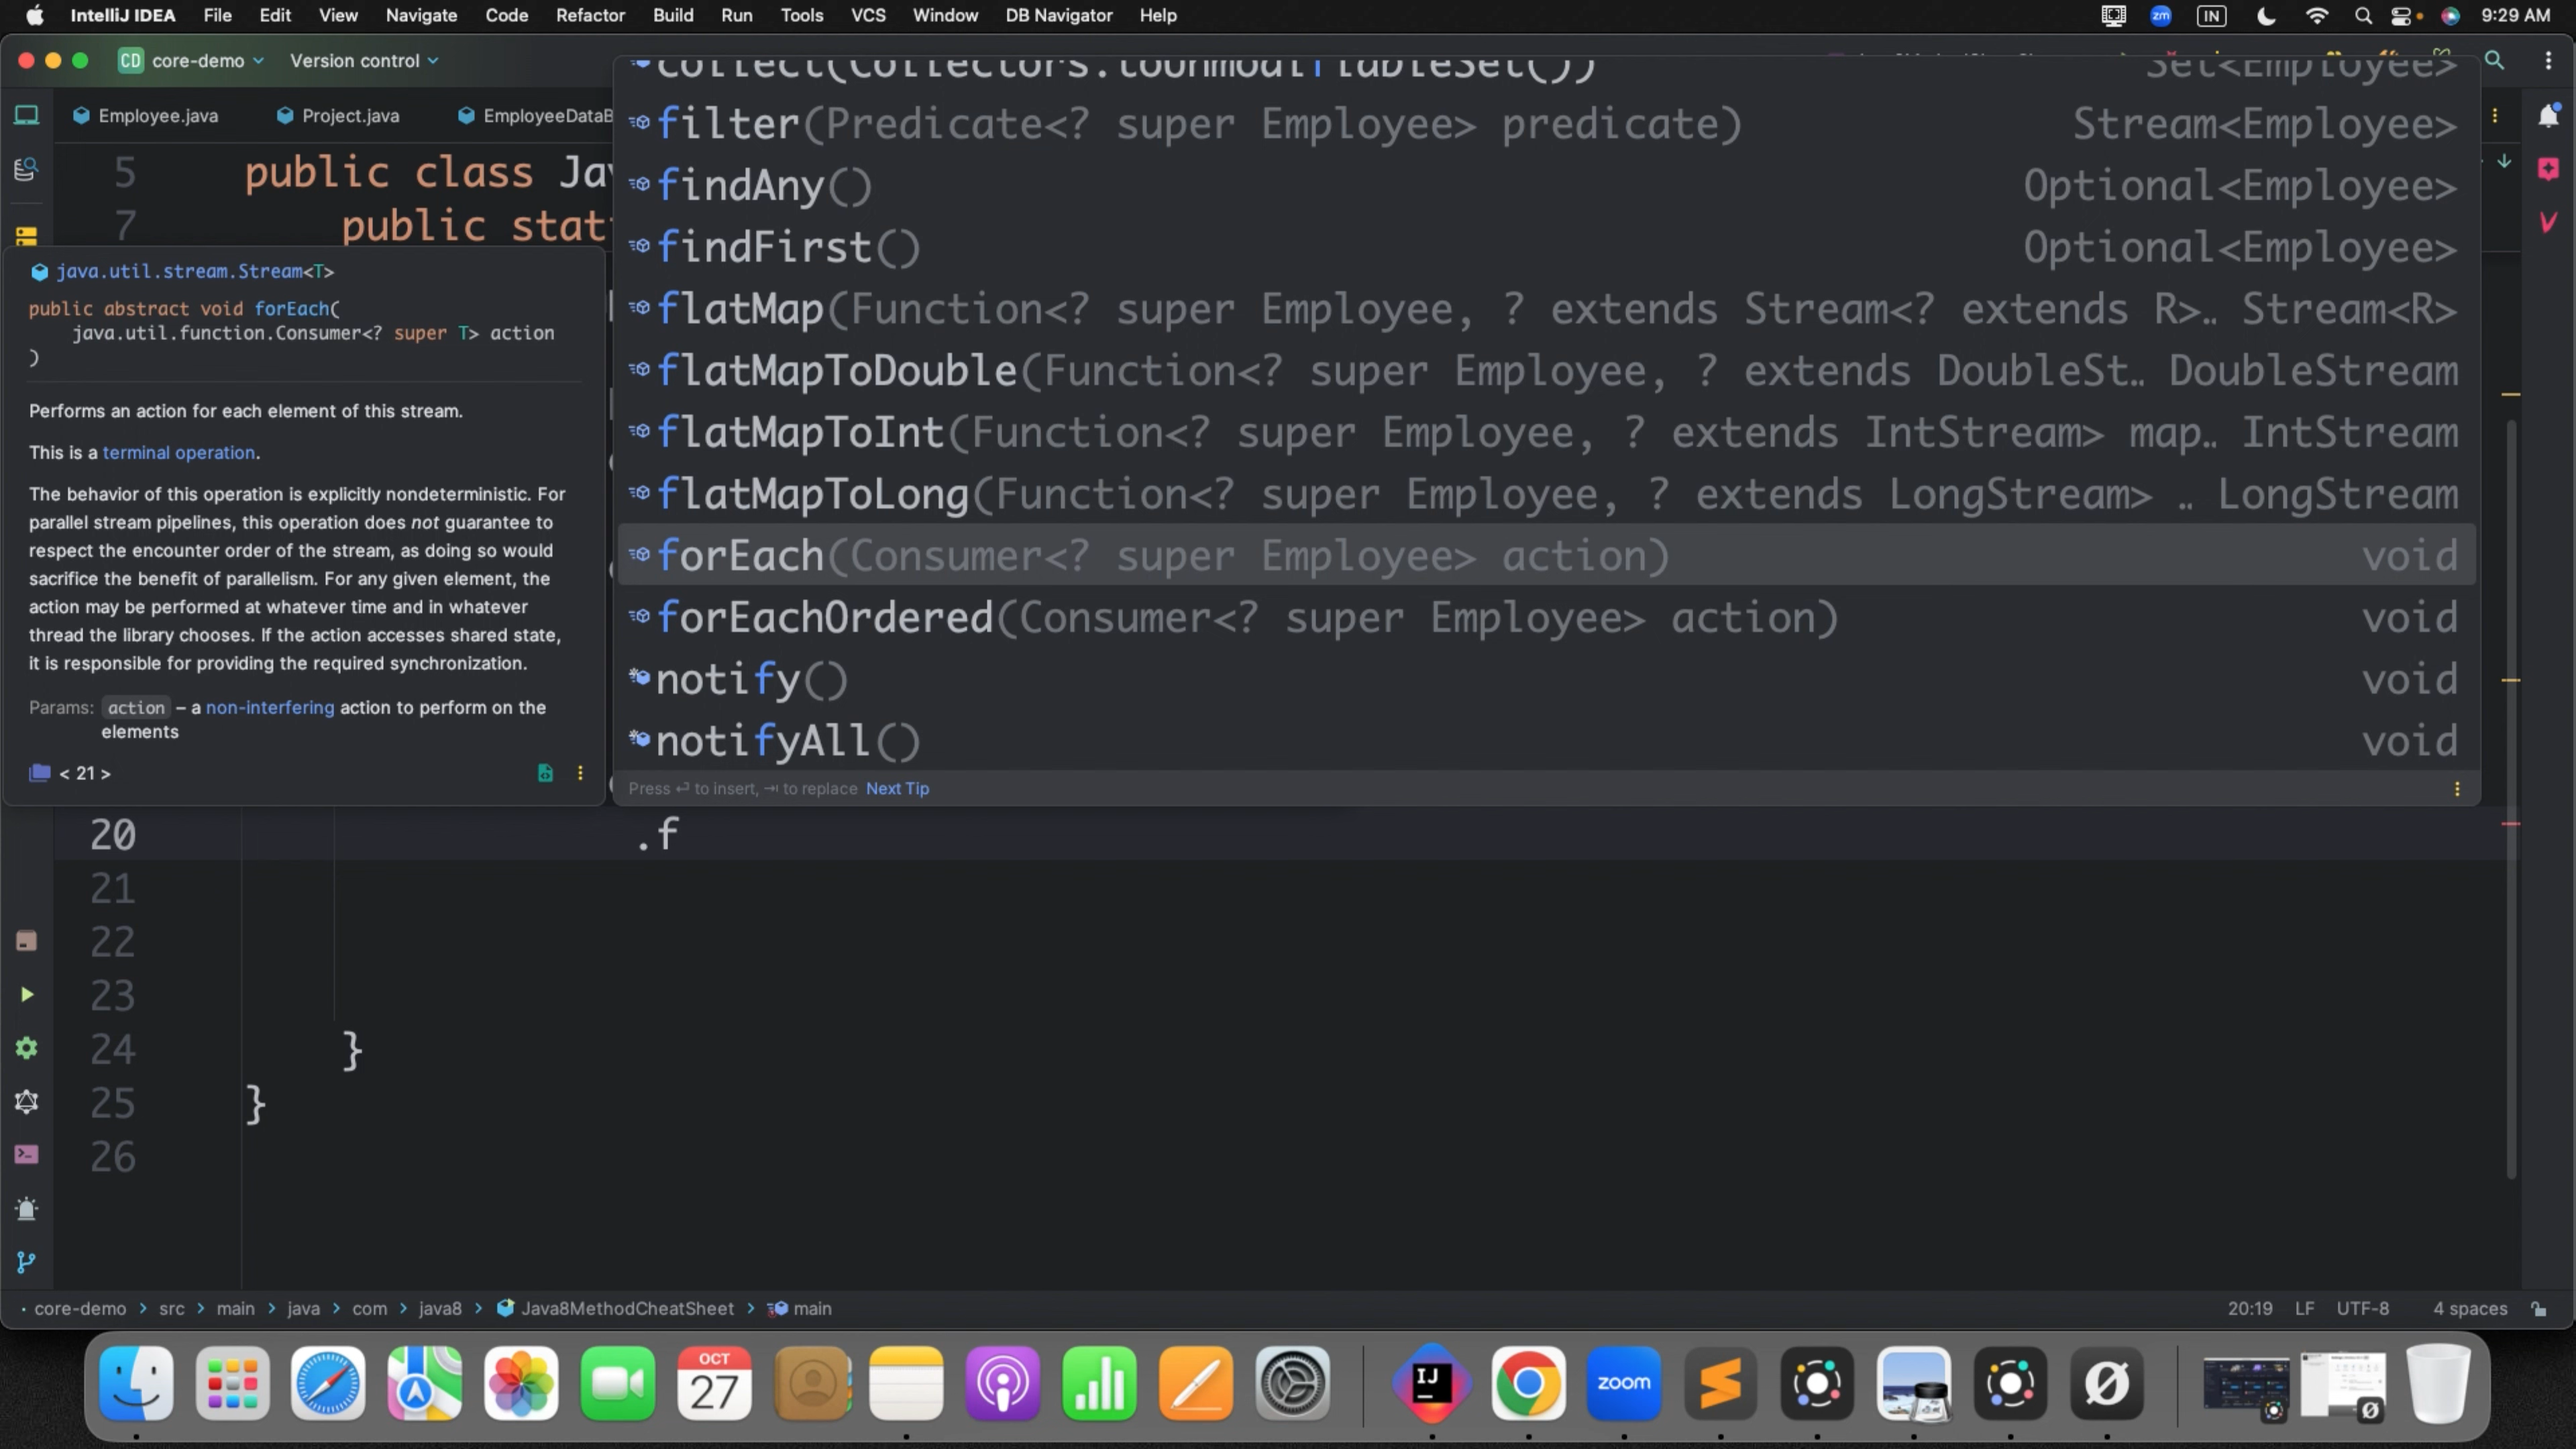 IntelliJ IDEA File Edit View Navigate Code Refactor Build Run Tools VCS Window DB Navigator Help zm IN 9:29 AM
CD core-demo Version control
Employee.java Project.java EmployeeDataB
5 public class Jav
7 public stati
java.util.stream.Stream<T>
public abstract void forEach(
java.util.function.Consumer<? super T> action
)
Performs an action for each element of this stream.
This is a terminal operation.
The behavior of this operation is explicitly nondeterministic. For
parallel stream pipelines, this operation does not guarantee to
respect the encounter order of the stream, as doing so would
sacrifice the benefit of parallelism. For any given element, the
action may be performed at whatever time and in whatever
thread the library chooses. If the action accesses shared state,
it is responsible for providing the required synchronization.
Params: action – a non-interfering action to perform on the
elements
< 21 >
collect(Collectors.toUnmodifiableSet()) Set<Employee>
filter(Predicate<? super Employee> predicate) Stream<Employee>
findAny() Optional<Employee>
findFirst() Optional<Employee>
flatMap(Function<? super Employee, ? extends Stream<? extends R>.. Stream<R>
flatMapToDouble(Function<? super Employee, ? extends DoubleSt.. DoubleStream
flatMapToInt(Function<? super Employee, ? extends IntStream> map.. IntStream
flatMapToLong(Function<? super Employee, ? extends LongStream> .. LongStream
forEach(Consumer<? super Employee> action) void
forEachOrdered(Consumer<? super Employee> action) void
notify() void
notifyAll() void
Press ⏎ to insert, ⇥ to replace Next Tip
20 .f
21
22
23
24 }
25 }
26
core-demo > src > main > java > com > java8 > Java8MethodCheatSheet > main 20:19 LF UTF-8 4 spaces
OCT
27
IJ
zoom